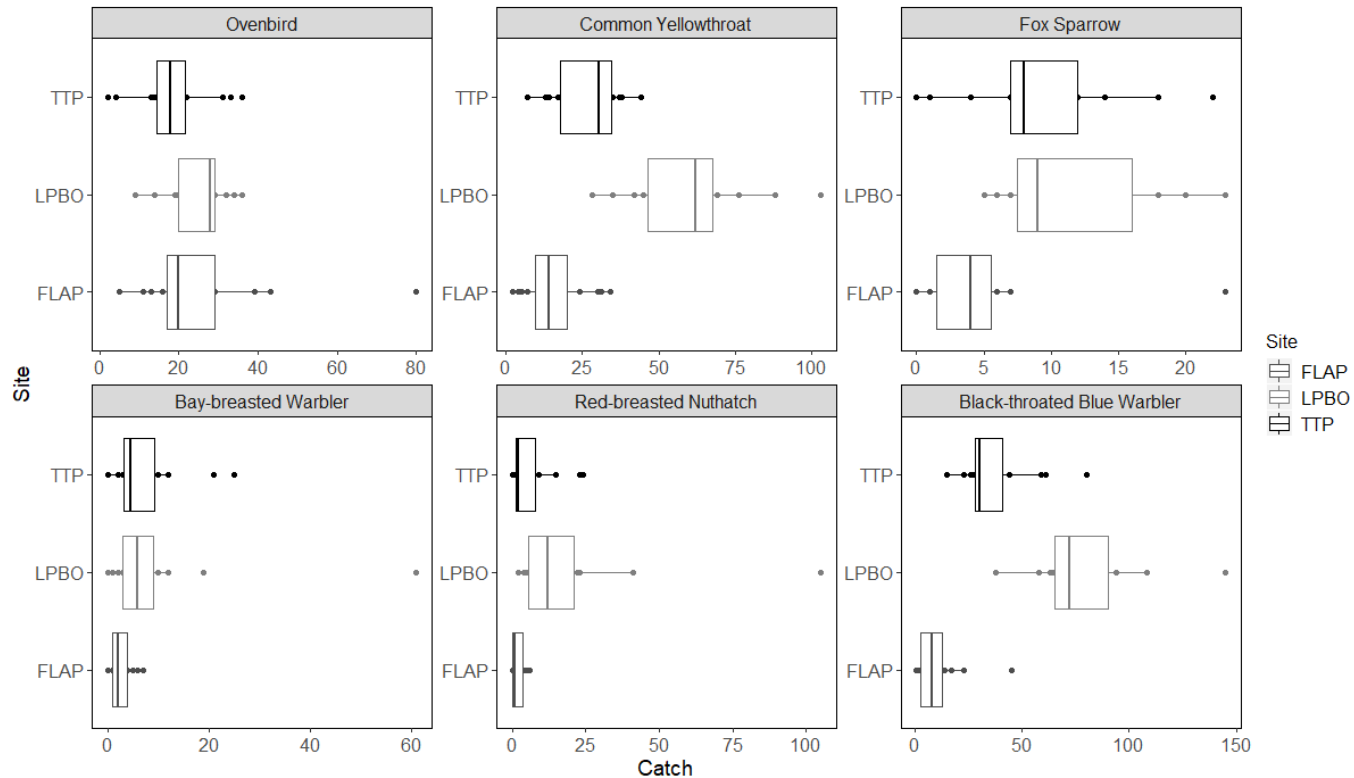 Ovenbird
Common Yellowthroat
Fox Sparrow
TTP
LPBO
FLAP
0 20 40 60 80
TTP
LPBO
FLAP
0 25 50 75 100
TTP
LPBO
FLAP
0 5 10 15 20
Site
Bay-breasted Warbler
Red-breasted Nuthatch
Black-throated Blue Warbler
TTP
LPBO
FLAP
0 20 40 60
TTP
LPBO
FLAP
0 25 50 75 100
TTP
LPBO
FLAP
0 50 100 150
Catch
Site
FLAP
LPBO
TTP